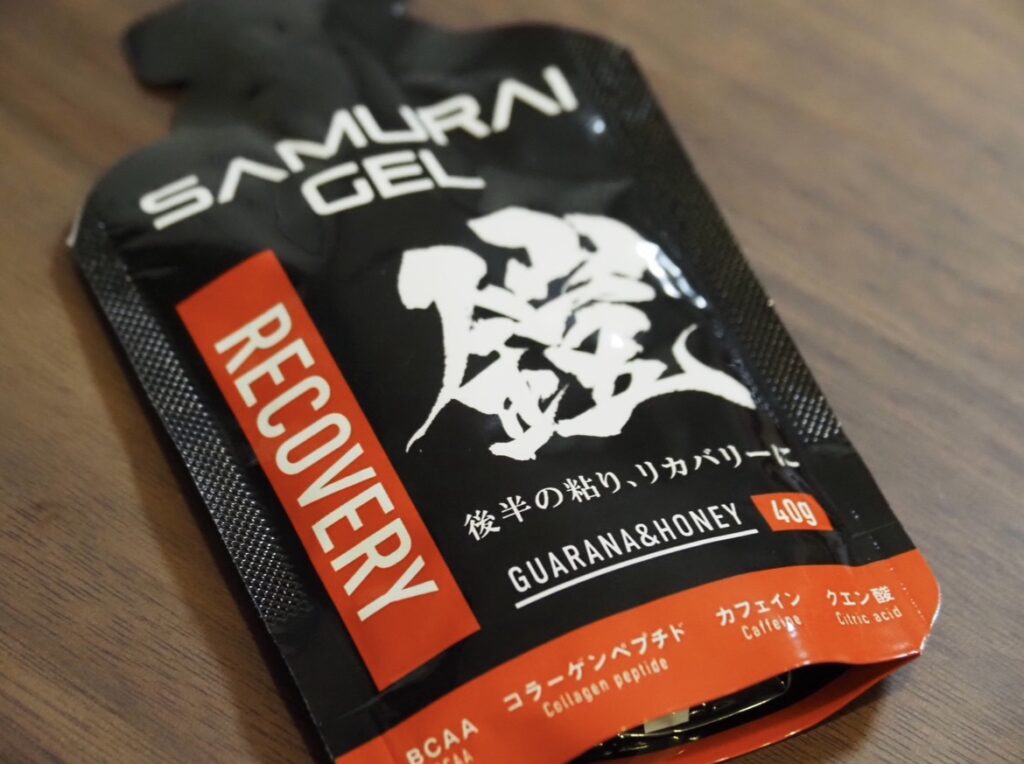 SAMURAI
GEL
鎧
RECOVERY
後半の粘り、リカバリーに
GUARANA&HONEY 40g
BCAA
BCAA
コラーゲンペプチド
Collagen peptide
カフェイン
Caffeine
クエン酸
Citric acid